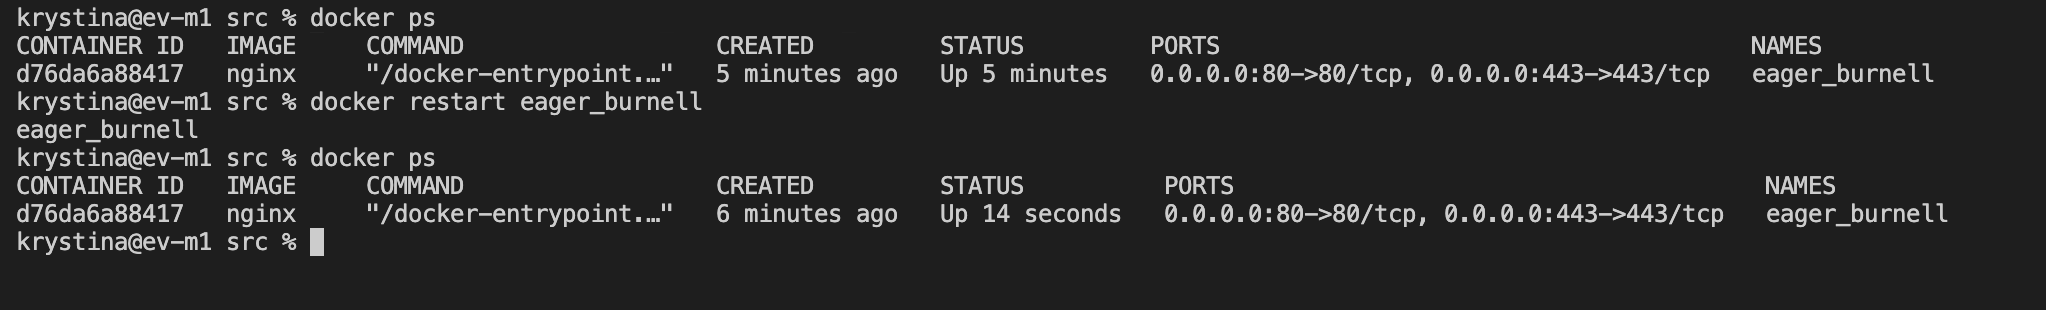 krystina@ev-m1 src % docker ps
CONTAINER ID   IMAGE     COMMAND                  CREATED         STATUS         PORTS                                      NAMES
d76da6a88417   nginx     "/docker-entrypoint.…"   5 minutes ago   Up 5 minutes   0.0.0.0:80->80/tcp, 0.0.0.0:443->443/tcp   eager_burnell
krystina@ev-m1 src % docker restart eager_burnell
eager_burnell
krystina@ev-m1 src % docker ps
CONTAINER ID   IMAGE     COMMAND                  CREATED         STATUS          PORTS                                      NAMES
d76da6a88417   nginx     "/docker-entrypoint.…"   6 minutes ago   Up 14 seconds   0.0.0.0:80->80/tcp, 0.0.0.0:443->443/tcp   eager_burnell
krystina@ev-m1 src %